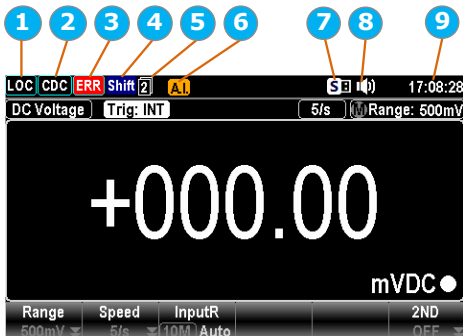 1 2 3 4 5 6 7 8 9
LOC CDC ERR Shift 2 A.I. S 17:08:28
DC Voltage Trig: INT 5/s M Range: 500mV
+000.00
mVDC
Range Speed InputR 2ND
500mV 5/s 10M Auto OFF